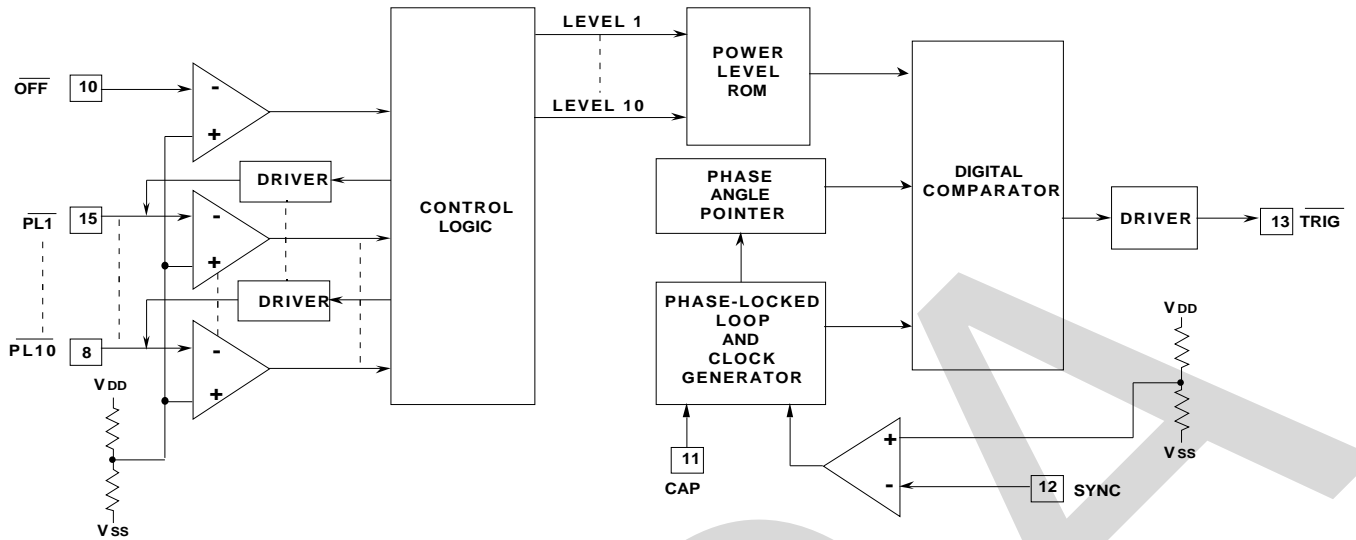 OFF
10
-
+
PL1
15
-
+
PL10
8
-
+
VDD
VSS
DRIVER
DRIVER
CONTROL
LOGIC
LEVEL 1
LEVEL 10
POWER
LEVEL
ROM
PHASE
ANGLE
POINTER
PHASE-LOCKED
LOOP
AND
CLOCK
GENERATOR
11
CAP
DIGITAL
COMPARATOR
DRIVER
13 TRIG
VDD
VSS
+
-
12 SYNC